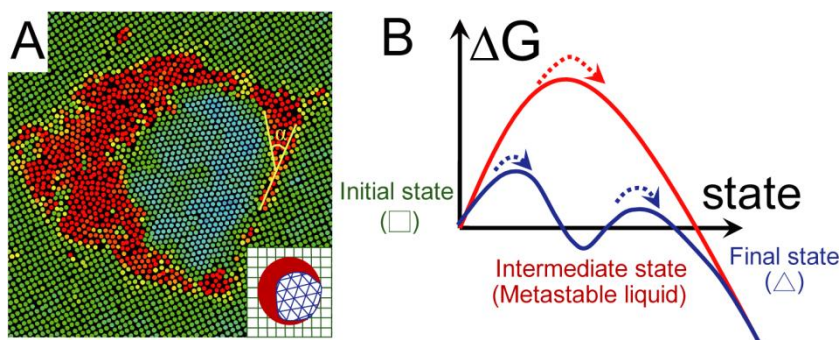 A
α
B
ΔG
state
Initial state
(□)
Intermediate state
(Metastable liquid)
Final state
(△)